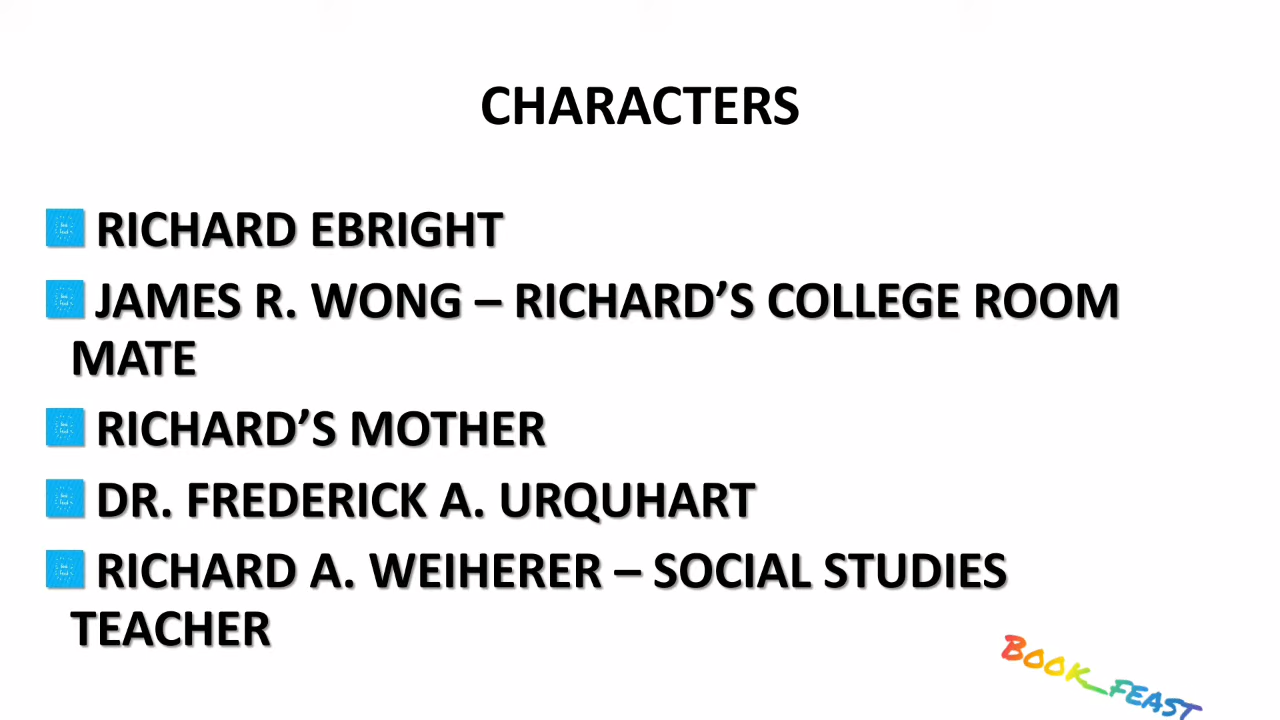 CHARACTERS
RICHARD EBRIGHT
JAMES R. WONG – RICHARD’S COLLEGE ROOM
MATE
RICHARD’S MOTHER
DR. FREDERICK A. URQUHART
RICHARD A. WEIHERER – SOCIAL STUDIES
TEACHER
BOOK_FEAST